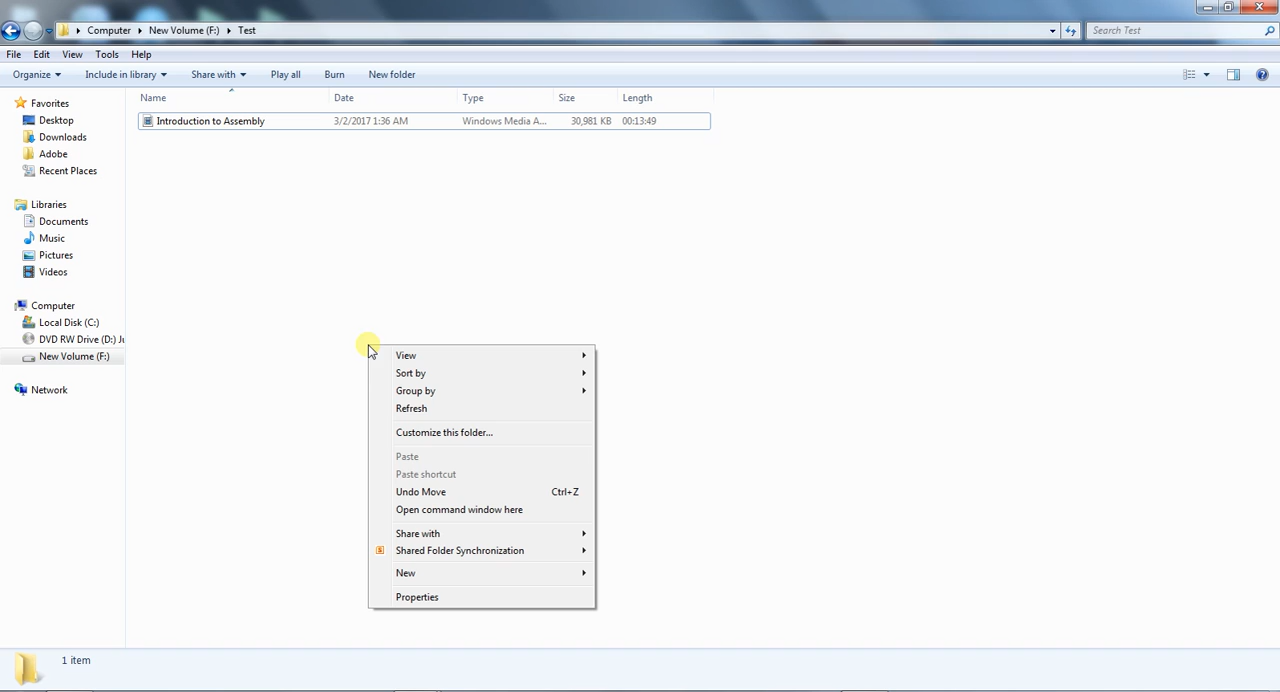 Computer New Volume (F:) Test
Search Test
File Edit View Tools Help
Organize Include in library Share with Play all Burn New folder
Name Date Type Size Length
Introduction to Assembly 3/2/2017 1:36 AM Windows Media A... 30,981 KB 00:13:49
Favorites
Desktop
Downloads
Adobe
Recent Places
Libraries
Documents
Music
Pictures
Videos
Computer
Local Disk (C:)
DVD RW Drive (D:)
New Volume (F:)
Network
View
Sort by
Group by
Refresh
Customize this folder...
Paste
Paste shortcut
Undo Move Ctrl+Z
Open command window here
Share with
S Shared Folder Synchronization
New
Properties
1 item